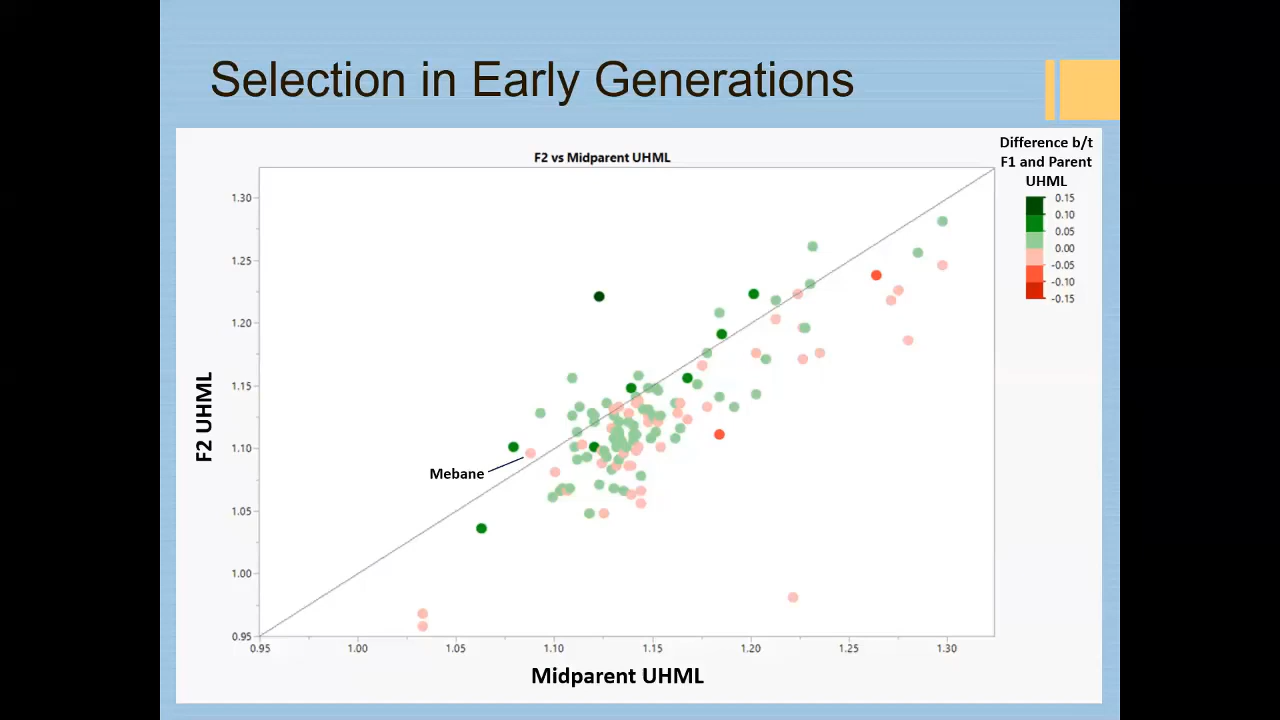 Selection in Early Generations
Difference b/t
F1 and Parent
UHML
F2 vs Midparent UHML
0.15
0.10
0.05
0.00
-0.05
-0.10
-0.15
F2 UHML
1.30
1.25
1.20
1.15
1.10
1.05
1.00
0.95
Mebane
0.95 1.00 1.05 1.10 1.15 1.20 1.25 1.30
Midparent UHML